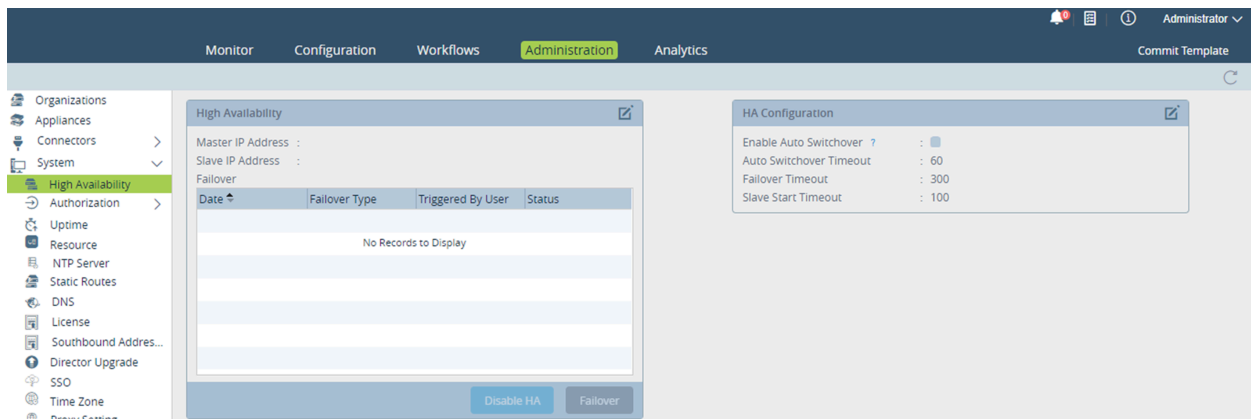 0
Administrator
Monitor Configuration Workflows Administration Analytics Commit Template
Organizations
Appliances
Connectors
System
High Availability
Authorization
Uptime
Resource
NTP Server
Static Routes
DNS
License
Southbound Addres...
Director Upgrade
SSO
Time Zone
Proxy Setting
High Availability
Master IP Address :
Slave IP Address :
Failover
Date Failover Type Triggered By User Status
No Records to Display
Disable HA Failover
HA Configuration
Enable Auto Switchover ? :
Auto Switchover Timeout : 60
Failover Timeout : 300
Slave Start Timeout : 100